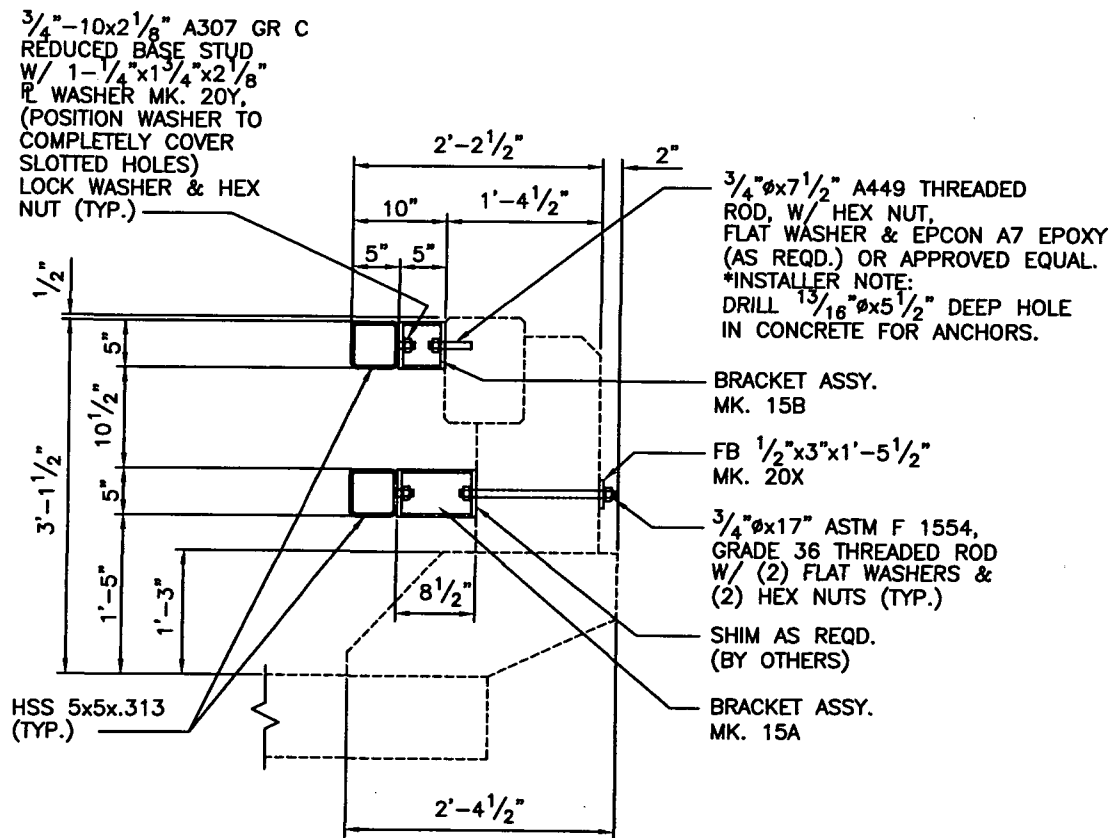 3/4"-10x2 1/8" A307 GR C
REDUCED BASE STUD
W/ 1-1/4"x1 3/4"x2 1/8"
PL WASHER MK. 20Y,
(POSITION WASHER TO
COMPLETELY COVER
SLOTTED HOLES)
LOCK WASHER & HEX
NUT (TYP.)
2'-2 1/2"
2"
10"
1'-4 1/2"
5"
5"
1/2"
5"
10 1/2"
5"
3'-1 1/2"
1'-5"
1'-3"
8 1/2"
HSS 5x5x.313
(TYP.)
2'-4 1/2"
3/4"øx7 1/2" A449 THREADED
ROD, W/ HEX NUT,
FLAT WASHER & EPCON A7 EPOXY
(AS REQD.) OR APPROVED EQUAL.
*INSTALLER NOTE:
DRILL 13/16"øx5 1/2" DEEP HOLE
IN CONCRETE FOR ANCHORS.
BRACKET ASSY.
MK. 15B
FB 1/2"x3"x1'-5 1/2"
MK. 20X
3/4"øx17" ASTM F 1554,
GRADE 36 THREADED ROD
W/ (2) FLAT WASHERS &
(2) HEX NUTS (TYP.)
SHIM AS REQD.
(BY OTHERS)
BRACKET ASSY.
MK. 15A